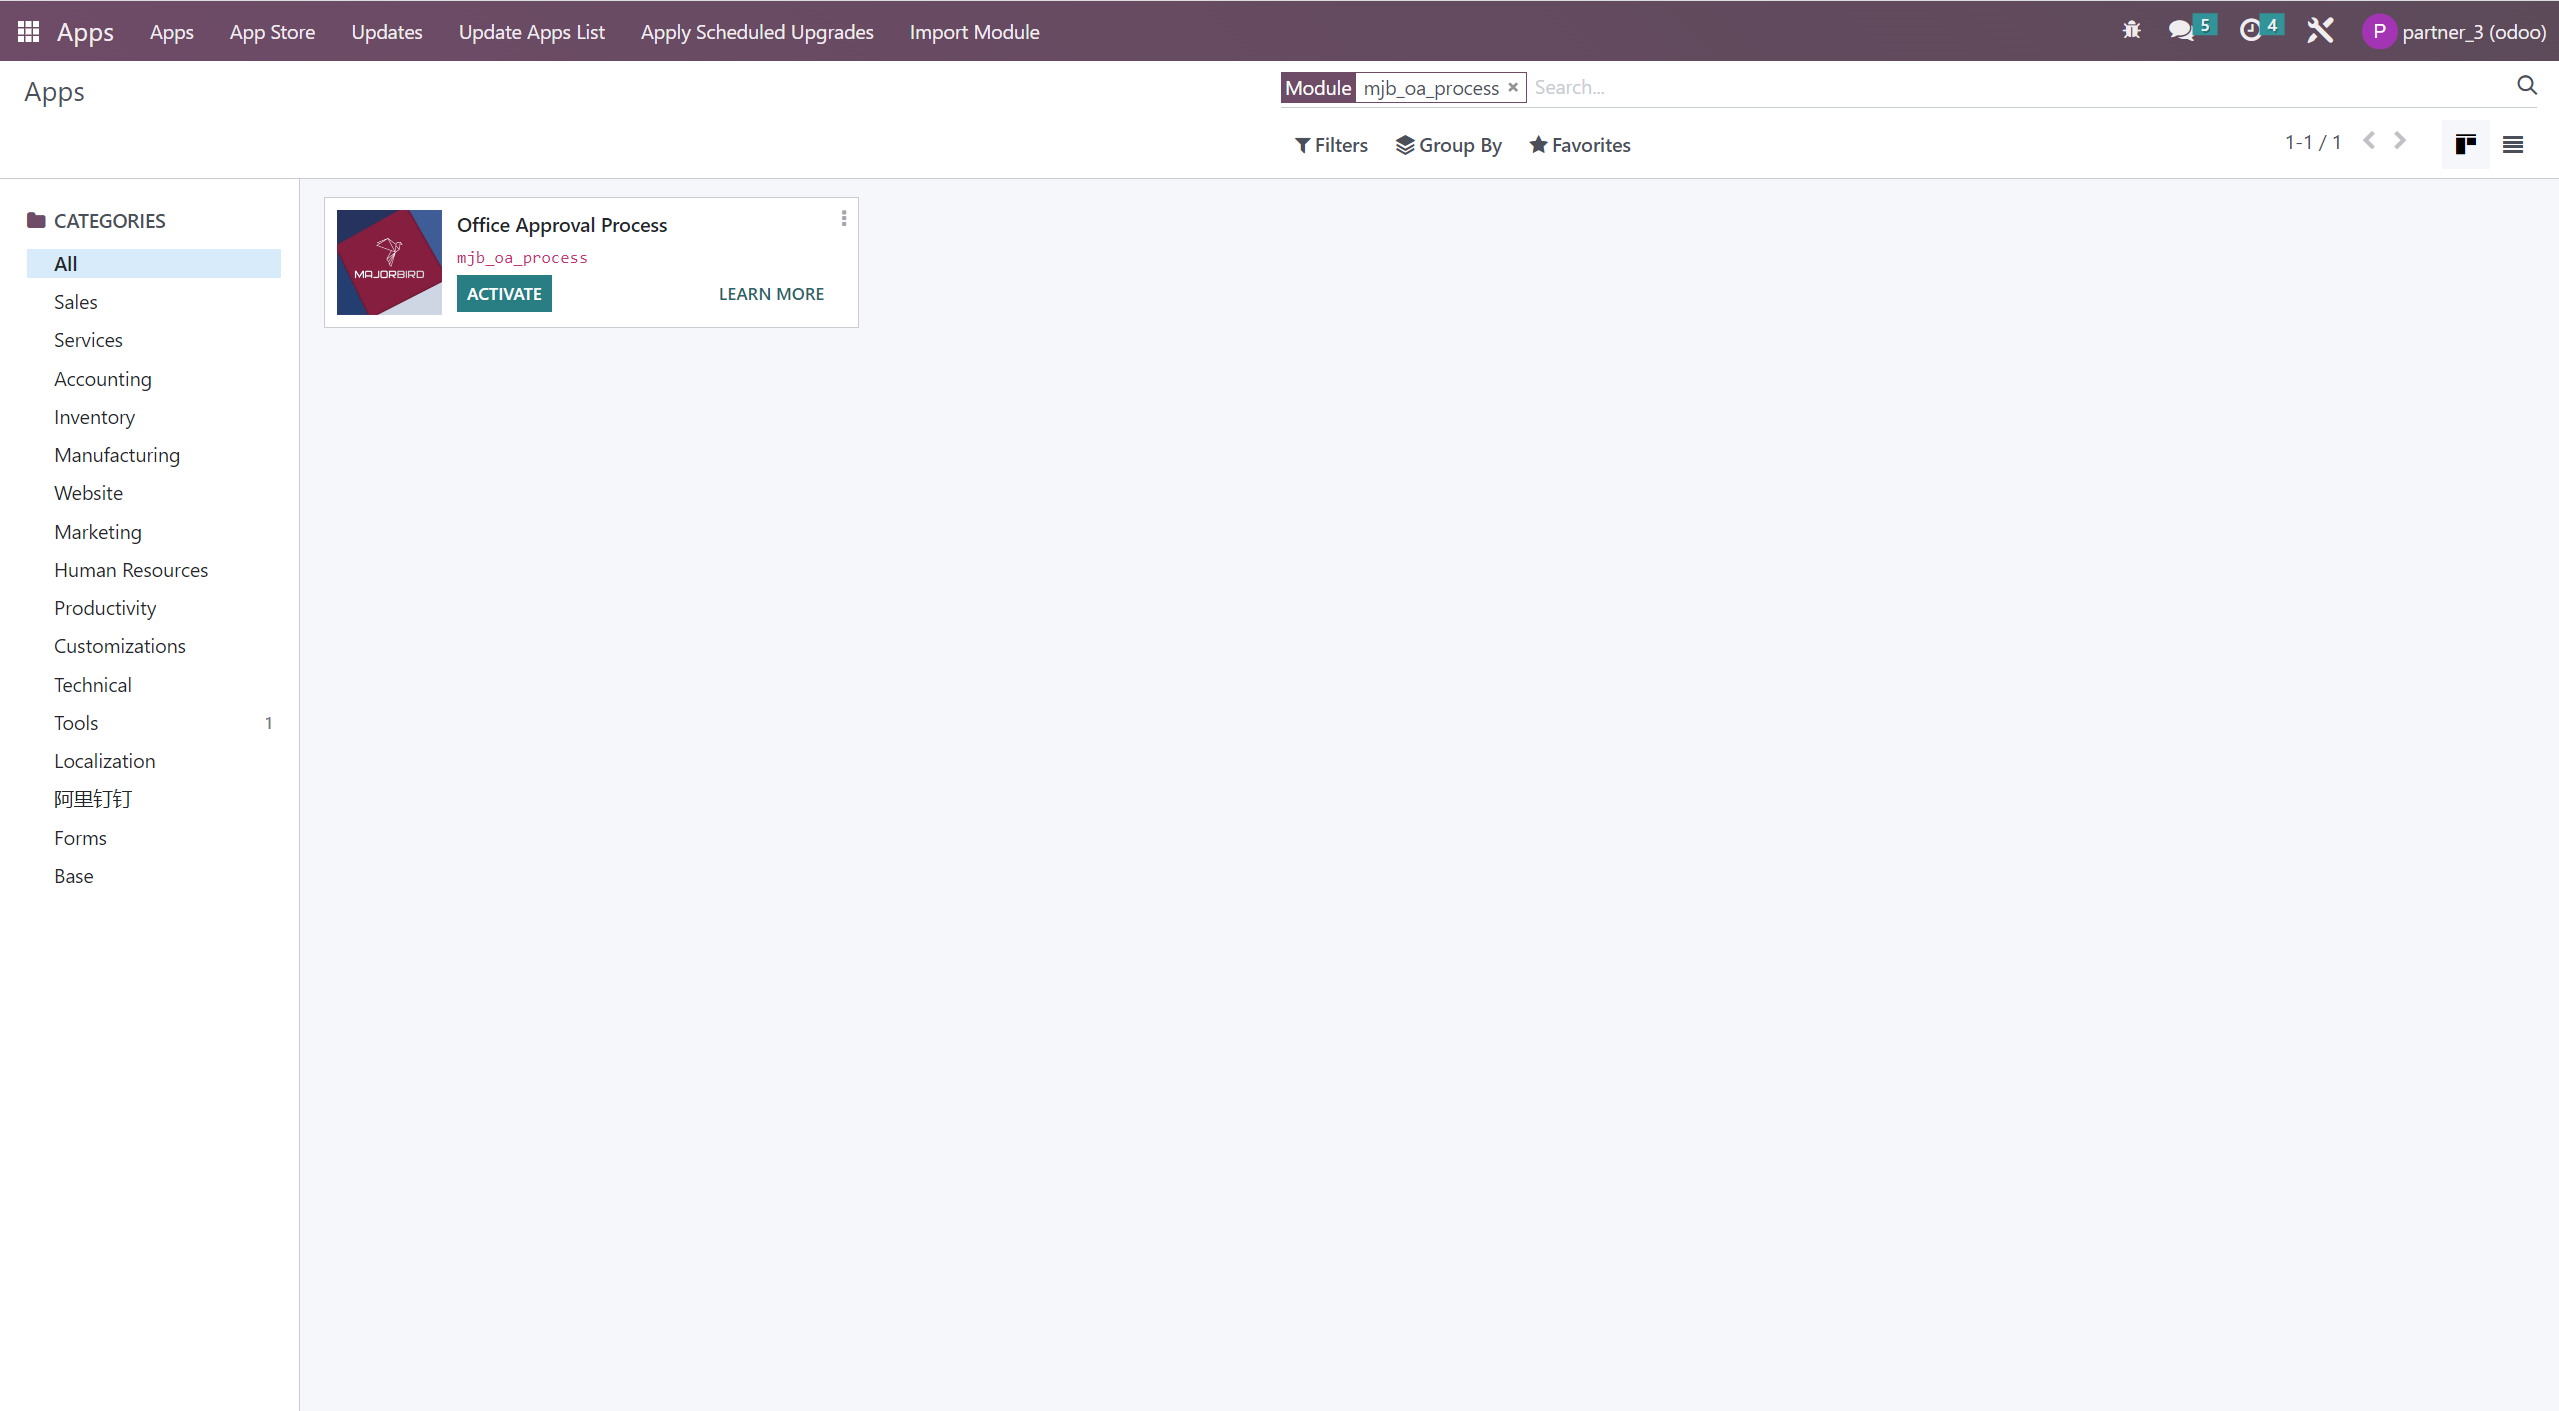 Apps Apps App Store Updates Update Apps List Apply Scheduled Upgrades Import Module 5 4 P partner_3 (odoo)
Apps
Module mjb_oa_process × Search...
Filters Group By Favorites 1-1 / 1
CATEGORIES
All
Sales
Services
Accounting
Inventory
Manufacturing
Website
Marketing
Human Resources
Productivity
Customizations
Technical
Tools 1
Localization
阿里钉钉
Forms
Base
MAJORBIRD
Office Approval Process
mjb_oa_process
ACTIVATE LEARN MORE